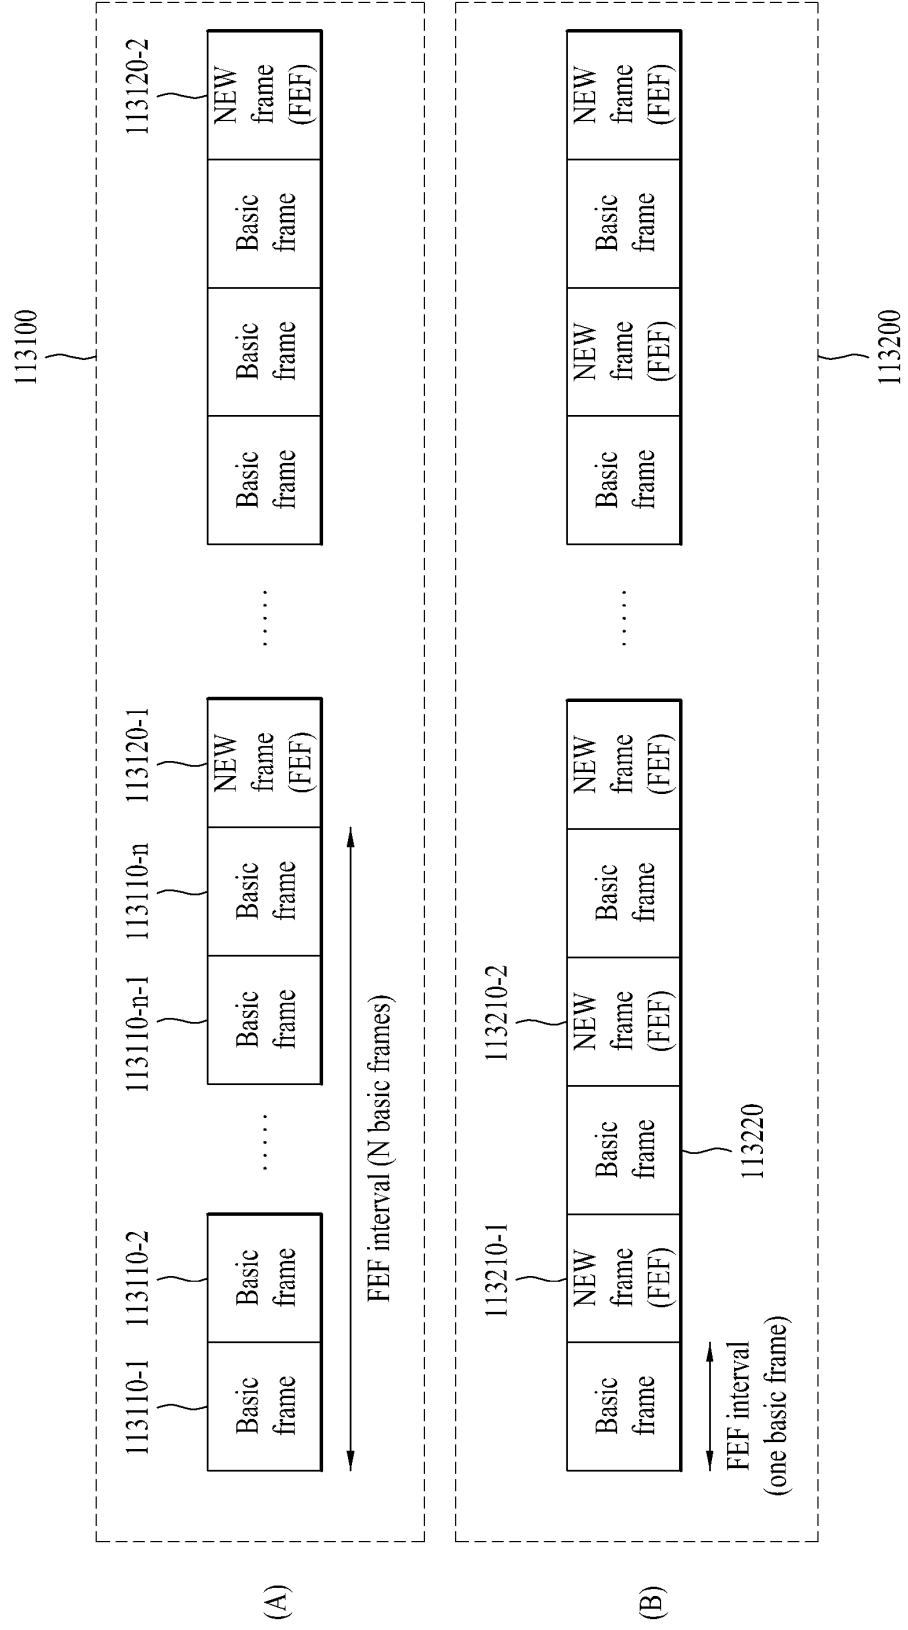 113100
113110-1
113110-2
113110-n-1
113110-n
113120-1
113120-2
(A)
Basic
frame
Basic
frame
.....
Basic
frame
Basic
frame
NEW
frame
(FEF)
.....
Basic
frame
Basic
frame
Basic
frame
NEW
frame
(FEF)
FEF interval (N basic frames)
113210-1
113210-2
(B)
Basic
frame
NEW
frame
(FEF)
Basic
frame
NEW
frame
(FEF)
Basic
frame
NEW
frame
(FEF)
.....
Basic
frame
NEW
frame
(FEF)
Basic
frame
NEW
frame
(FEF)
FEF interval
(one basic frame)
113220
113200